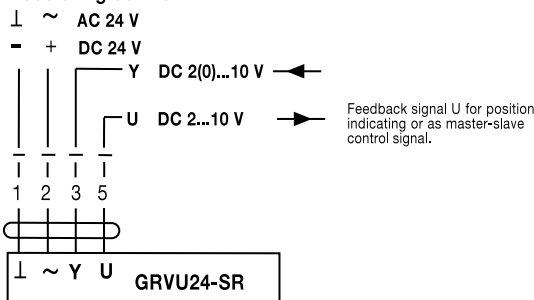 ⊥ ~ AC 24 V
- + DC 24 V
Y DC 2(0)...10 V
U DC 2...10 V
Feedback signal U for position
indicating or as master-slave
control signal.
1 2 3 5
⊥ ~ Y U
GRVU24-SR